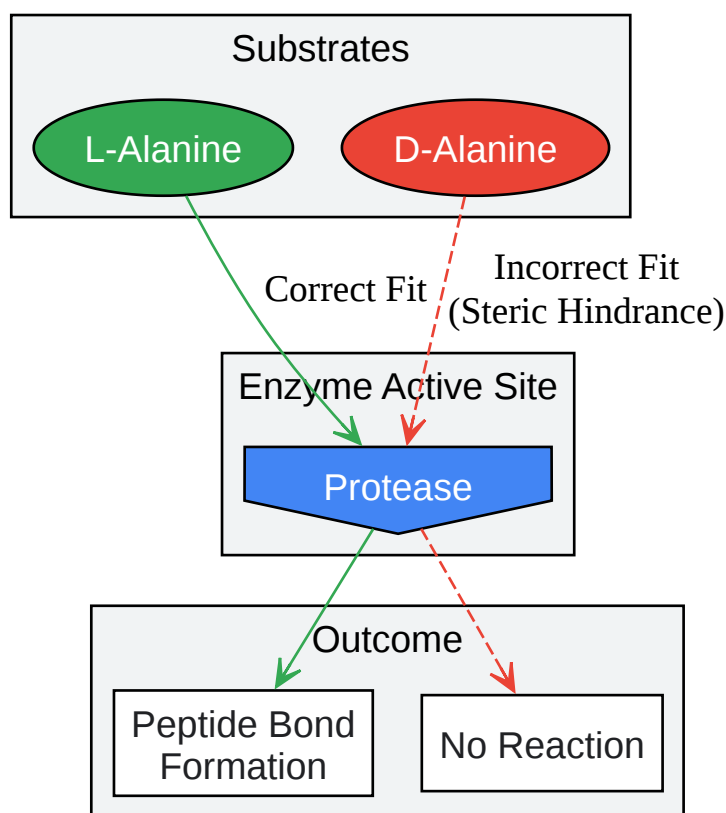 Substrates
L-Alanine
D-Alanine
Correct Fit
Incorrect Fit
(Steric Hindrance)
Enzyme Active Site
Protease
Outcome
Peptide Bond
Formation
No Reaction